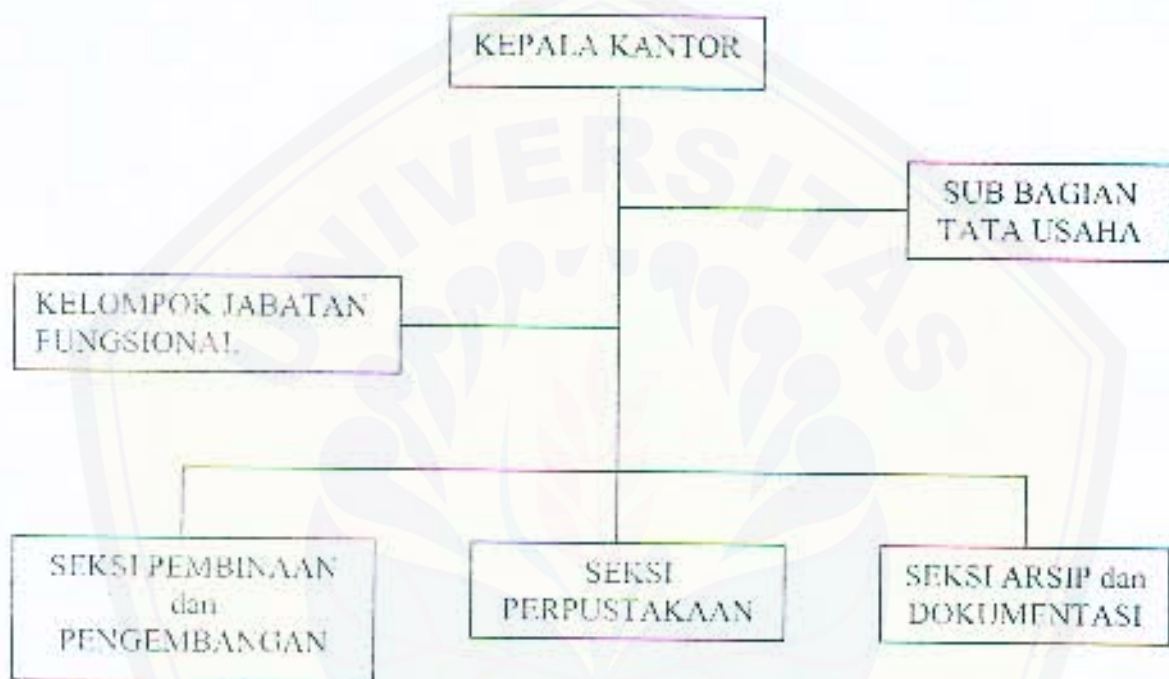 KEPALA KANTOR
SUB BAGIAN
TATA USAHA
KELOMPOK JABATAN
FUNGSIONAL
SEKSI PEMBINAAN
dan
PENGEMBANGAN
SEKSI
PERPUSTAKAAN
SEKSI ARSIP dan
DOKUMENTASI
UNIVERSITAS